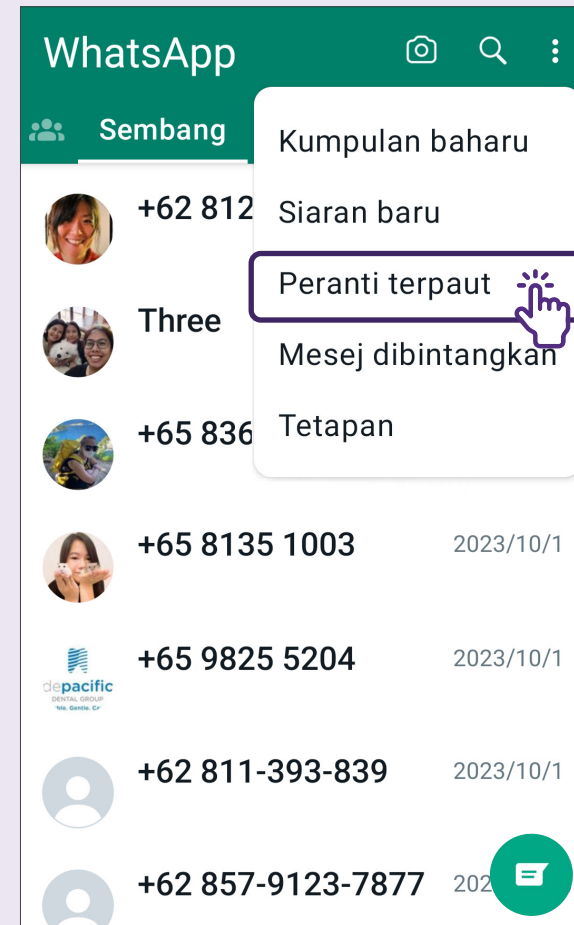 WhatsApp
Sembang
Kumpulan baharu
Siaran baru
Peranti terpaut
Mesej dibintangkan
Tetapan
+62 812
Three
+65 836
+65 8135 1003 2023/10/1
+65 9825 5204 2023/10/1
depacific
DENTAL GROUP
+62 811-393-839 2023/10/1
+62 857-9123-7877 202